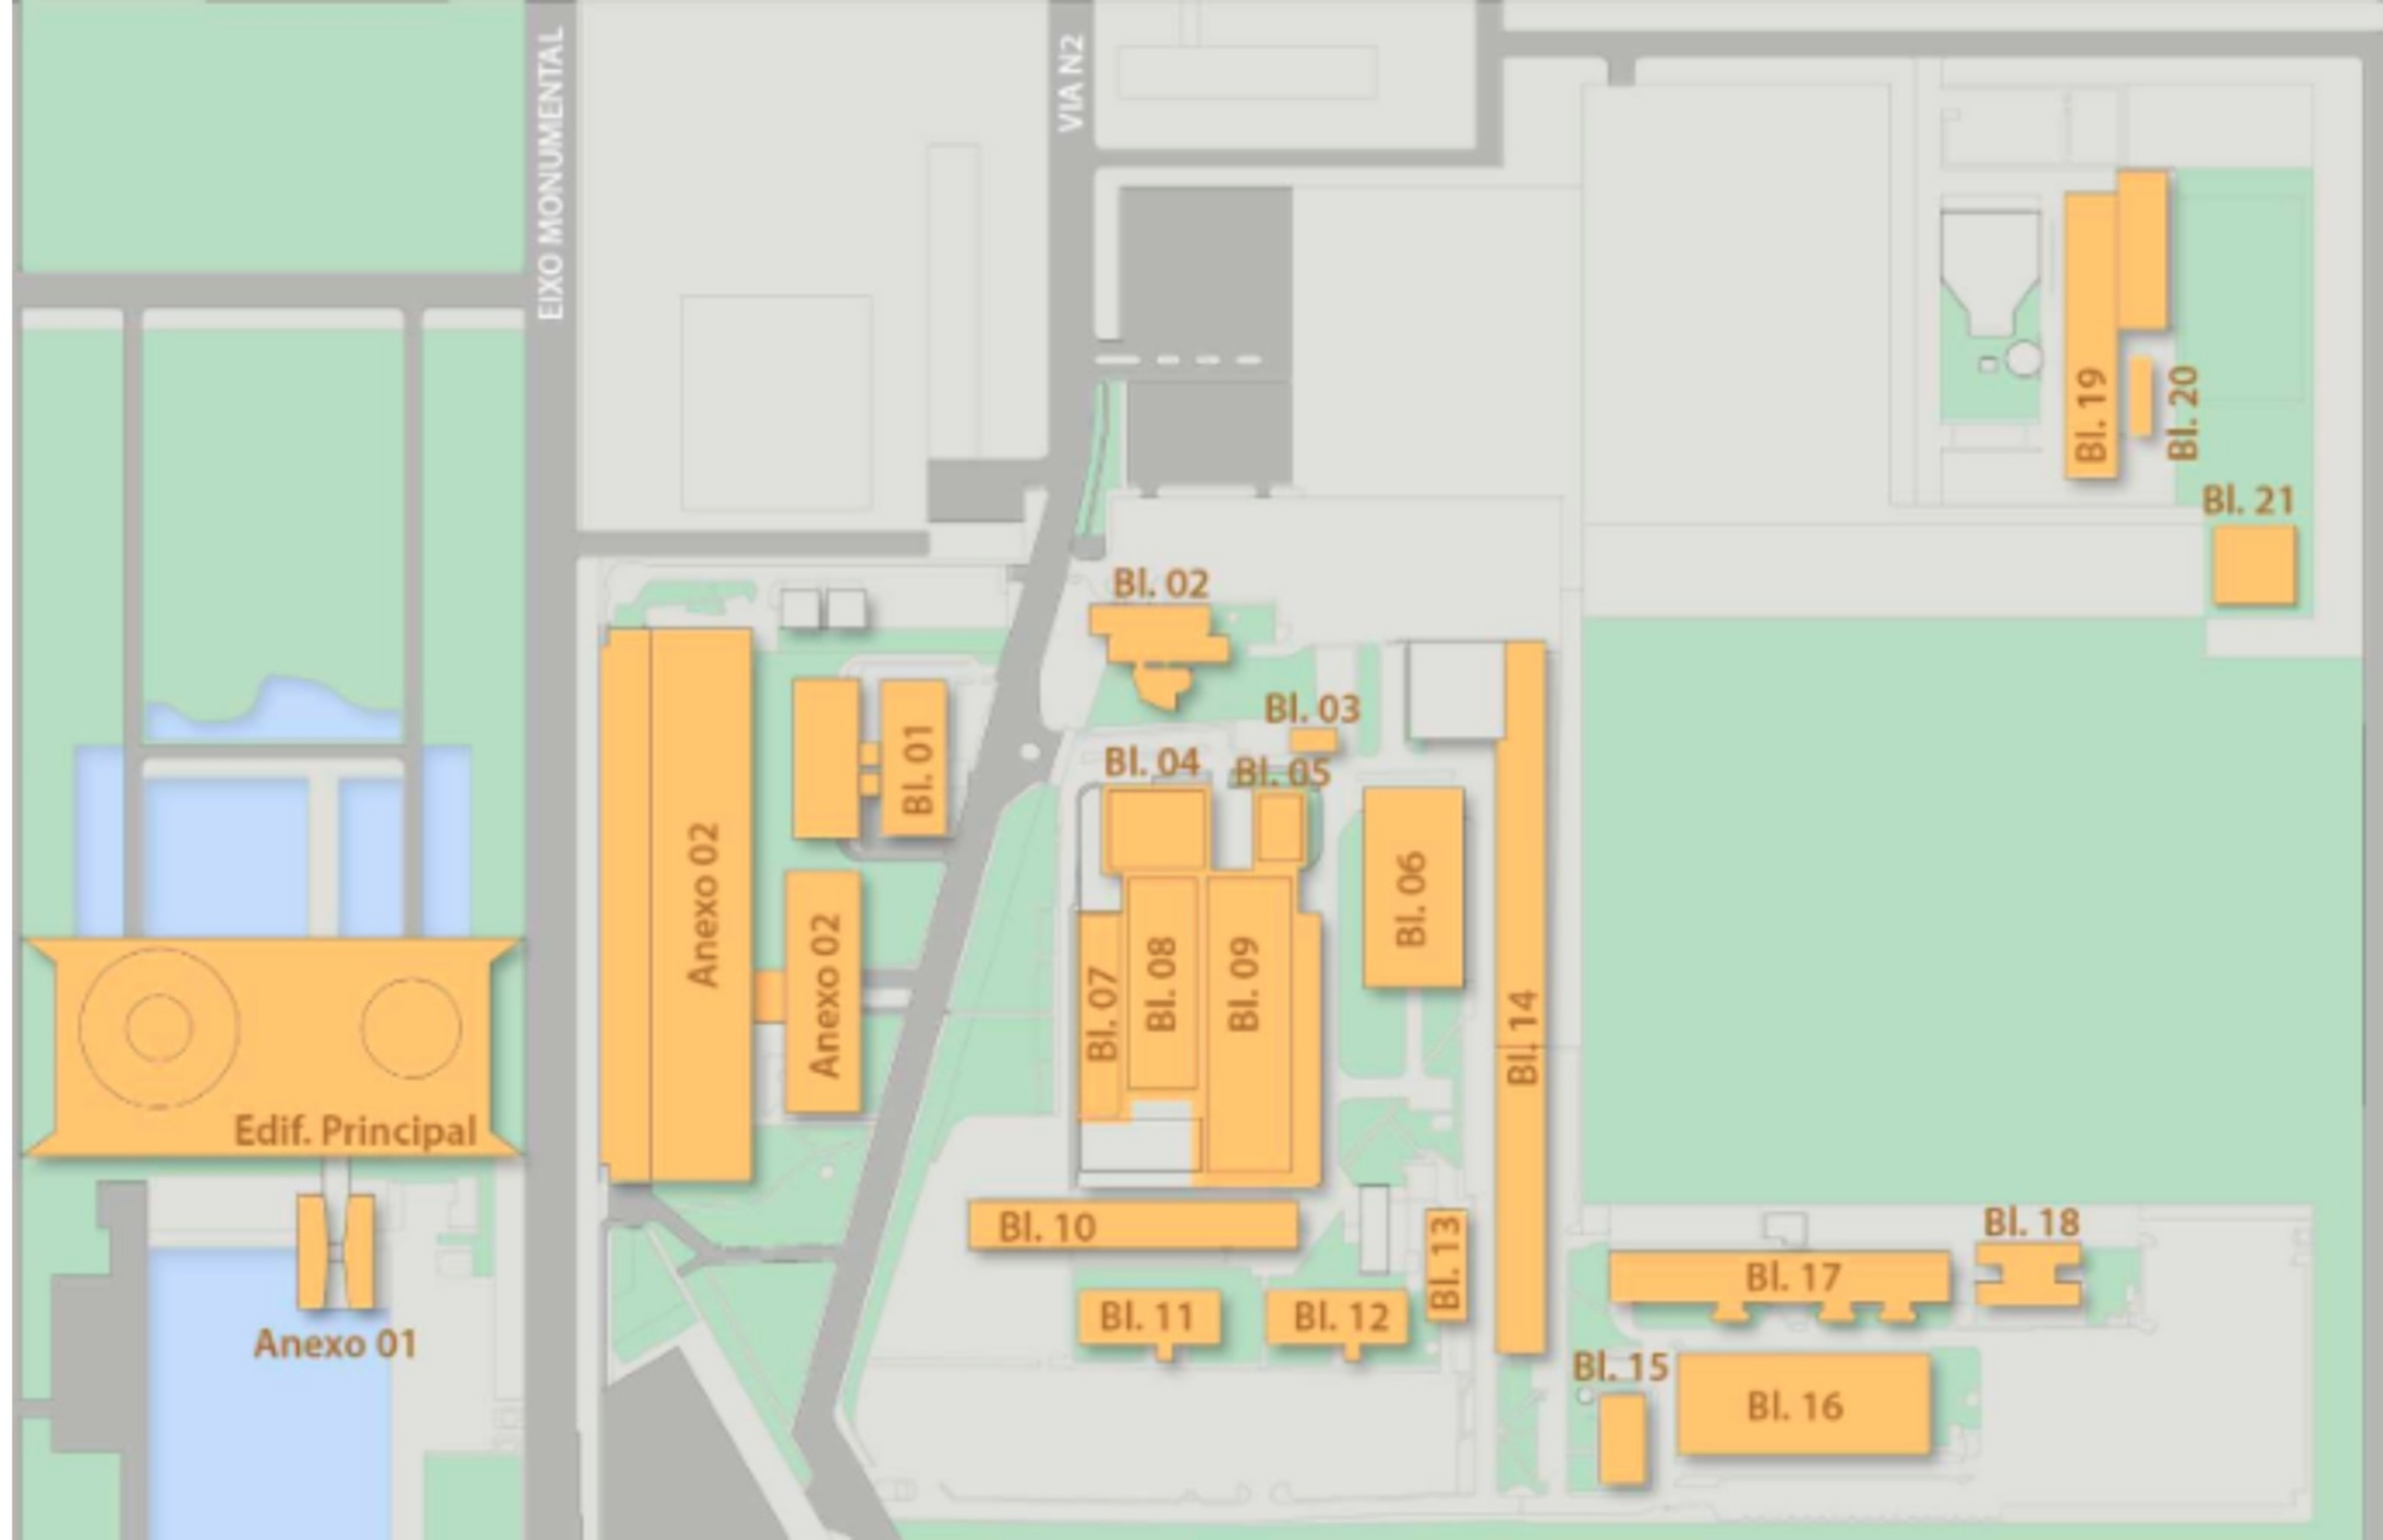 EIXO MONUMENTAL
VIA N2
Bl. 19
Bl. 20
Bl. 21
Bl. 02
Bl. 03
Bl. 01
Bl. 04
Bl. 05
Anexo 02
Anexo 02
Bl. 06
Bl. 07
Bl. 08
Bl. 09
Bl. 14
Edif. Principal
Anexo 01
Bl. 10
Bl. 11
Bl. 12
Bl. 13
Bl. 17
Bl. 18
Bl. 15
Bl. 16